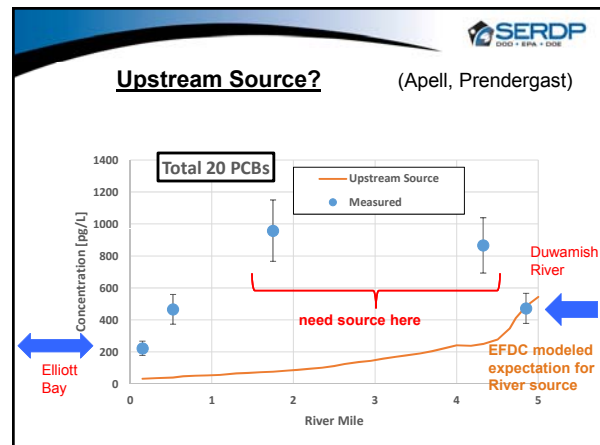 SERDP
DOD • EPA • DOE
Upstream Source?
(Apell, Prendergast)
Total 20 PCBs
Upstream Source
Measured
Concentration [pg/L]
1400
1200
1000
800
600
400
200
0
need source here
Duwamish
River
EFDC modeled
expectation for
River source
Elliott
Bay
0
1
2
3
4
5
River Mile